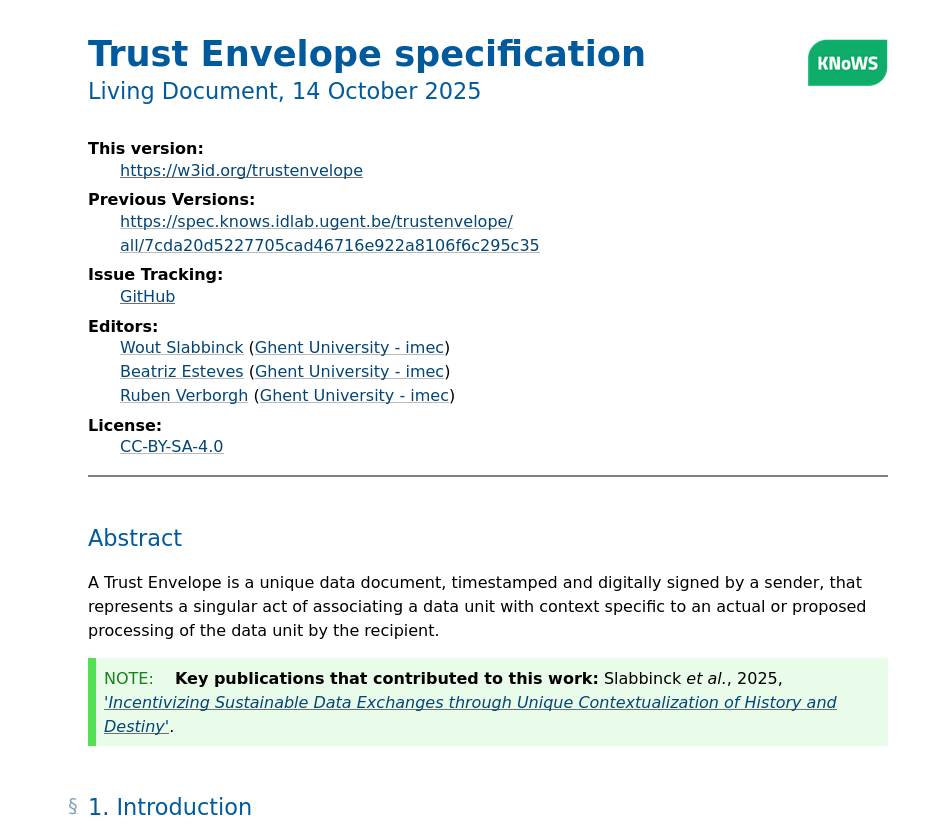 Trust Envelope specification
KNoWS
Living Document, 14 October 2025
This version:
https://w3id.org/trustenvelope
Previous Versions:
https://spec.knows.idlab.ugent.be/trustenvelope/
all/7cda20d5227705cad46716e922a8106f6c295c35
Issue Tracking:
GitHub
Editors:
Wout Slabbinck (Ghent University - imec)
Beatriz Esteves (Ghent University - imec)
Ruben Verborgh (Ghent University - imec)
License:
CC-BY-SA-4.0
Abstract
A Trust Envelope is a unique data document, timestamped and digitally signed by a sender, that
represents a singular act of associating a data unit with context specific to an actual or proposed
processing of the data unit by the recipient.
NOTE: Key publications that contributed to this work: Slabbinck et al., 2025,
'Incentivizing Sustainable Data Exchanges through Unique Contextualization of History and
Destiny'.
§ 1. Introduction